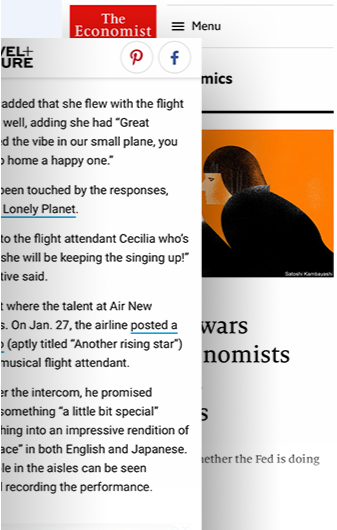 The
Economist
Menu
VEL+
URE
mics
added that she flew with the flight
well, adding she had “Great
ed the vibe in our small plane, you
home a happy one.”
been touched by the responses,
Lonely Planet.
to the flight attendant Cecilia who's
she will be keeping the singing up!”
tive said.
t where the talent at Air New
s. On Jan. 27, the airline posted a
(aptly titled “Another rising star”)
musical flight attendant.
er the intercom, he promised
something “a little bit special”
hing into an impressive rendition of
ace” in both English and Japanese.
le in the aisles can be seen
recording the performance.
Satoshi Kambayashi
wars
nomists
s
hether the Fed is doing